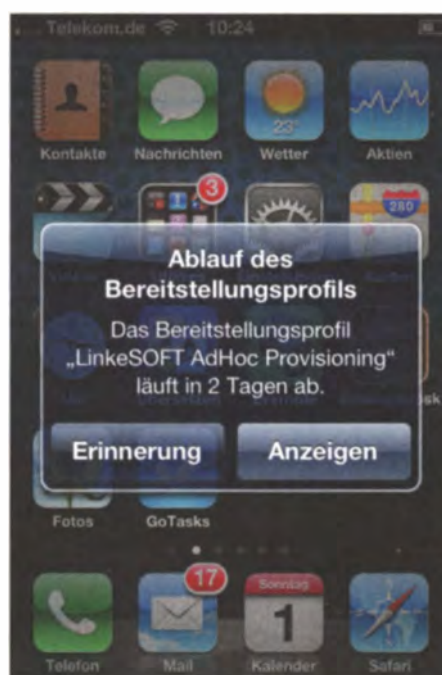 Telekom.de 10:24
Kontakte Nachrichten Wetter Aktien
23°
3
280
Ablauf des
Bereitstellungsprofils
Das Bereitstellungsprofil
„LinkeSOFT AdHoc Provisioning“
läuft in 2 Tagen ab.
Erinnerung Anzeigen
Fotos GoTasks
17
Sonntag
1
Telefon Mail Kalender Safari